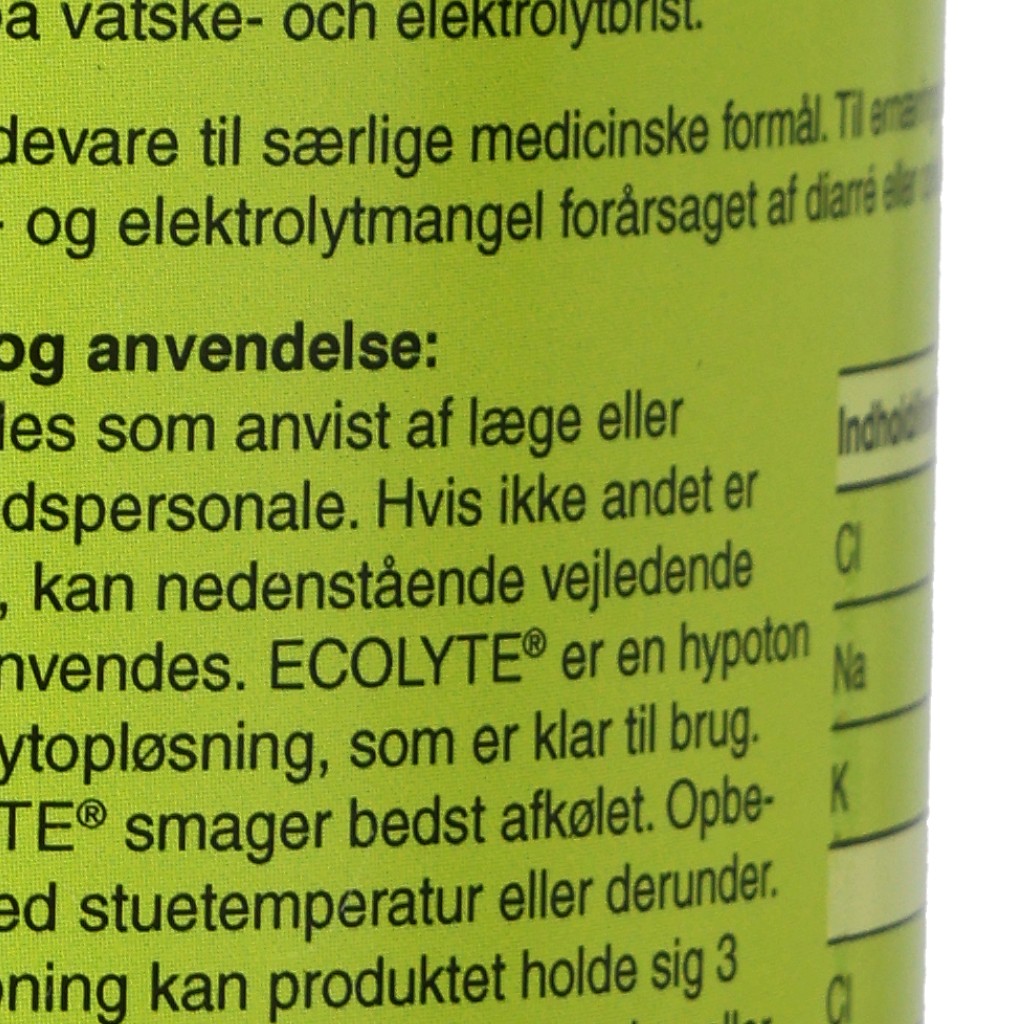 vätske- och elektrolytbrist.
devare til særlige medicinske formål. Til
- og elektrolytmangel forårsaget af diarré eller
og anvendelse:
des som anvist af læge eller
dspersonale. Hvis ikke andet er
, kan nedenstående vejledende
nvendes. ECOLYTE® er en hypoton
ytopløsning, som er klar til brug.
TE® smager bedst afkølet. Opbe-
ed stuetemperatur eller derunder.
ning kan produktet holde sig 3
Cl
Na
K
Cl